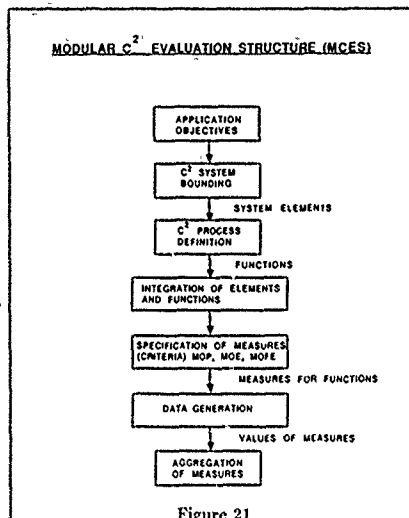 MODULAR C² EVALUATION STRUCTURE (MCES)
APPLICATION
OBJECTIVES
C² SYSTEM
BOUNDING
SYSTEM ELEMENTS
C² PROCESS
DEFINITION
FUNCTIONS
INTEGRATION OF ELEMENTS
AND FUNCTIONS
SPECIFICATION OF MEASURES
(CRITERIA) MOP, MOE, MOFE
MEASURES FOR FUNCTIONS
DATA GENERATION
VALUES OF MEASURES
AGGREGATION
OF MEASURES
Figure 21